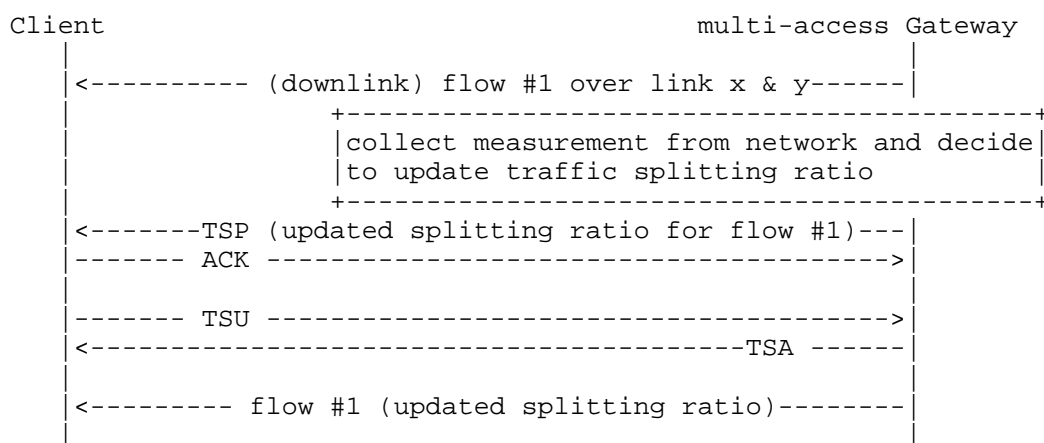 Client multi-access Gateway
<---------- (downlink) flow #1 over link x & y------|
+-------------------------------------------+
|collect measurement from network and decide|
|to update traffic splitting ratio |
+-------------------------------------------+
|<-------TSP (updated splitting ratio for flow #1)---|
|------- ACK --------------------------------------->|
|------- TSU --------------------------------------->|
|<-----------------------------------------TSA ------|
|<--------- flow #1 (updated splitting ratio)--------|